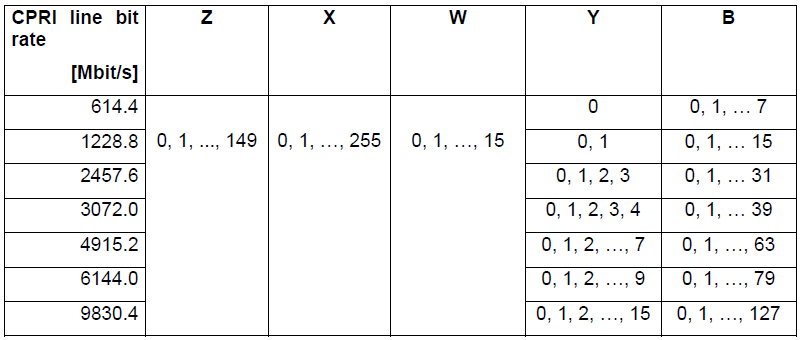 CPRI line bit rate [Mbit/s] Z X W Y B
614.4 0 0, 1, … 7
1228.8 0, 1, ..., 149 0, 1, …, 255 0, 1, …, 15 0, 1 0, 1, … 15
2457.6 0, 1, 2, 3 0, 1, … 31
3072.0 0, 1, 2, 3, 4 0, 1, … 39
4915.2 0, 1, 2, …, 7 0, 1, …, 63
6144.0 0, 1, 2, …, 9 0, 1, …, 79
9830.4 0, 1, 2, …, 15 0, 1, …, 127